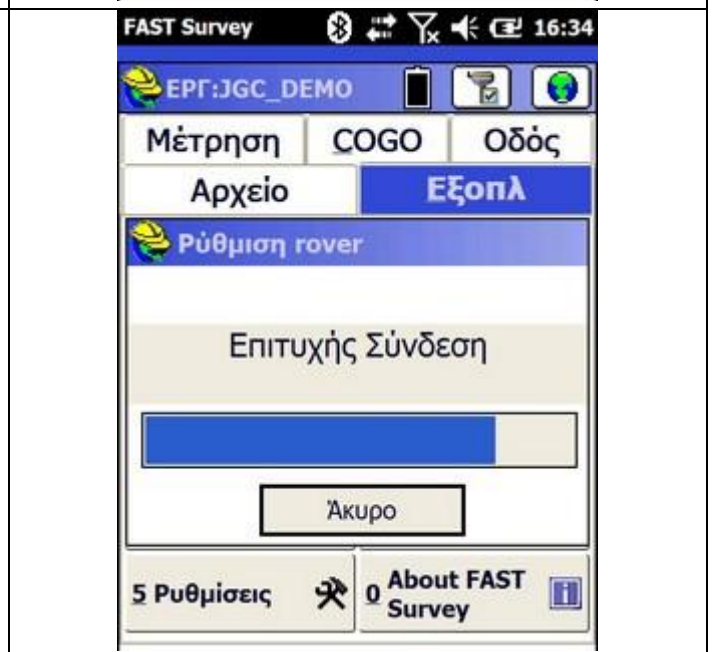 FAST Survey 16:34
ΕΡΓ:JGC_DEMO
Μέτρηση COGO Οδός
Αρχείο Εξοπλ
Ρύθμιση rover
Επιτυχής Σύνδεση
Άκυρο
5 Ρυθμίσεις 0 About FAST
Survey